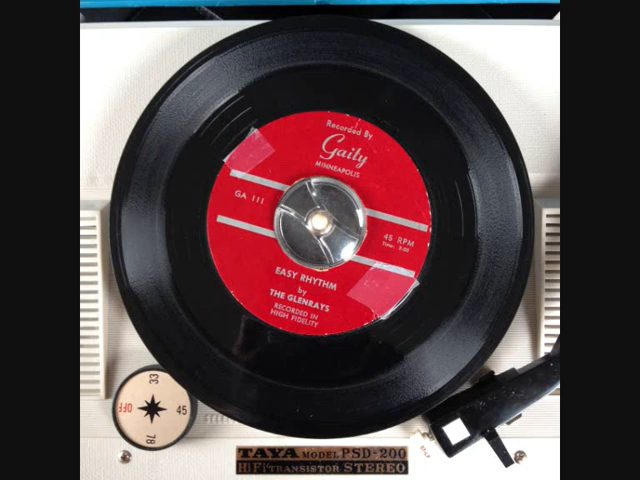 Recorded By
Gaity
MINNEAPOLIS
GA 111
45 RPM
EASY RHYTHM
by
THE GLENRAYS
RECORDED IN
HIGH FIDELITY
33
OFF
45
78
TAYA MODEL PSD-200
HiFi TRANSISTOR STEREO